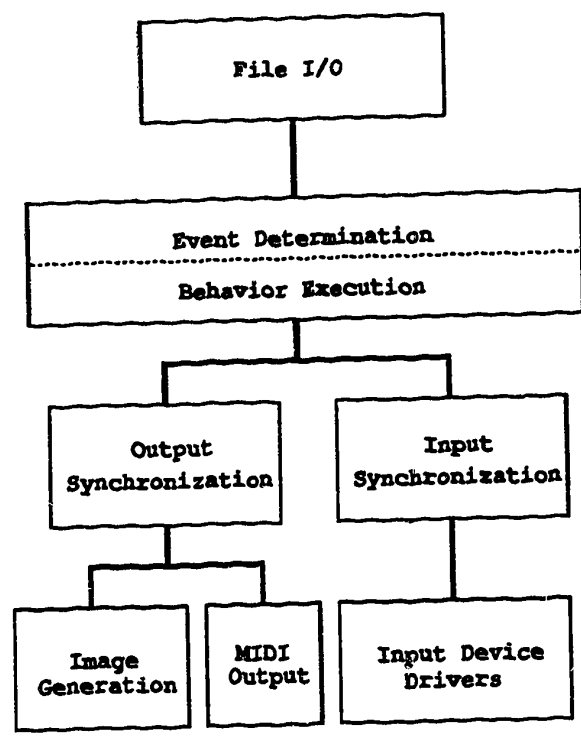 File I/O
Event Determination
Behavior Execution
Output
Synchronization
Input
Synchronization
Image
Generation
MIDI
Output
Input Device
Drivers